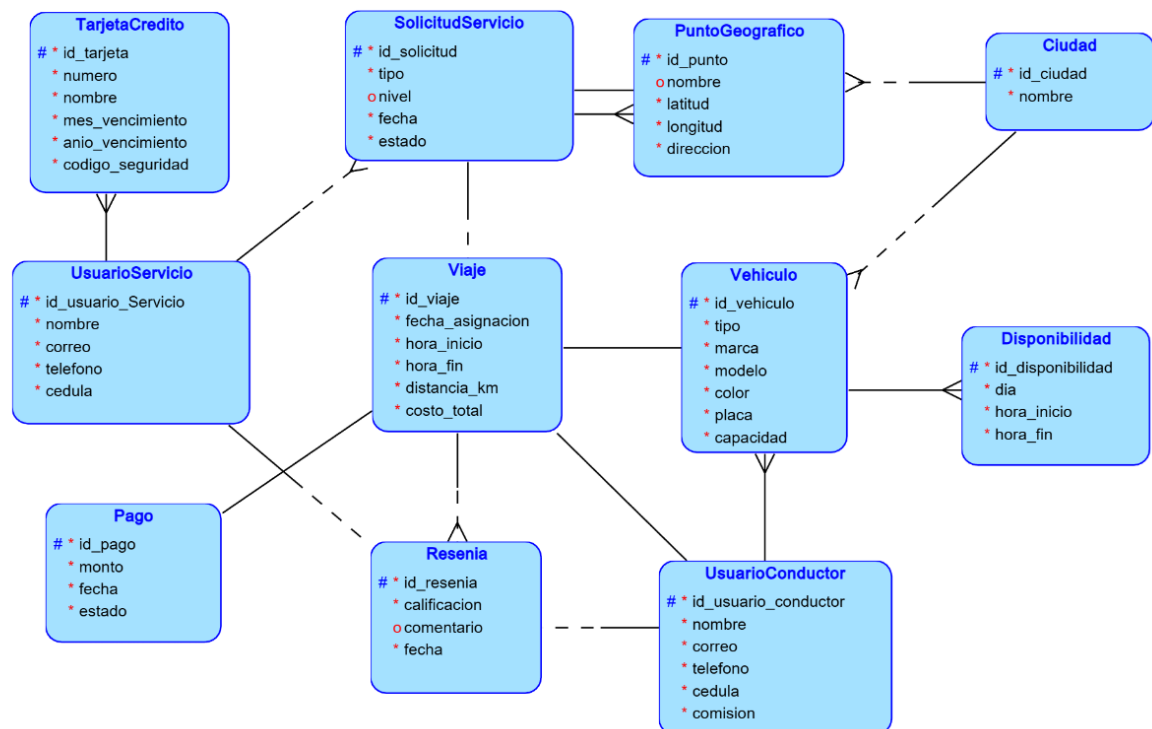 TarjetaCredito
# * id_tarjeta
* numero
* nombre
* mes_vencimiento
* anio_vencimiento
* codigo_seguridad
SolicitudServicio
# * id_solicitud
* tipo
o nivel
* fecha
* estado
PuntoGeografico
# * id_punto
o nombre
* latitud
* longitud
* direccion
Ciudad
# * id_ciudad
* nombre
UsuarioServicio
# * id_usuario_Servicio
* nombre
* correo
* telefono
* cedula
Viaje
# * id_viaje
* fecha_asignacion
* hora_inicio
* hora_fin
* distancia_km
* costo_total
Vehiculo
# * id_vehiculo
* tipo
* marca
* modelo
* color
* placa
* capacidad
Disponibilidad
# * id_disponibilidad
* dia
* hora_inicio
* hora_fin
Pago
# * id_pago
* monto
* fecha
* estado
Resenia
# * id_resenia
* calificacion
o comentario
* fecha
UsuarioConductor
# * id_usuario_conductor
* nombre
* correo
* telefono
* cedula
* comision